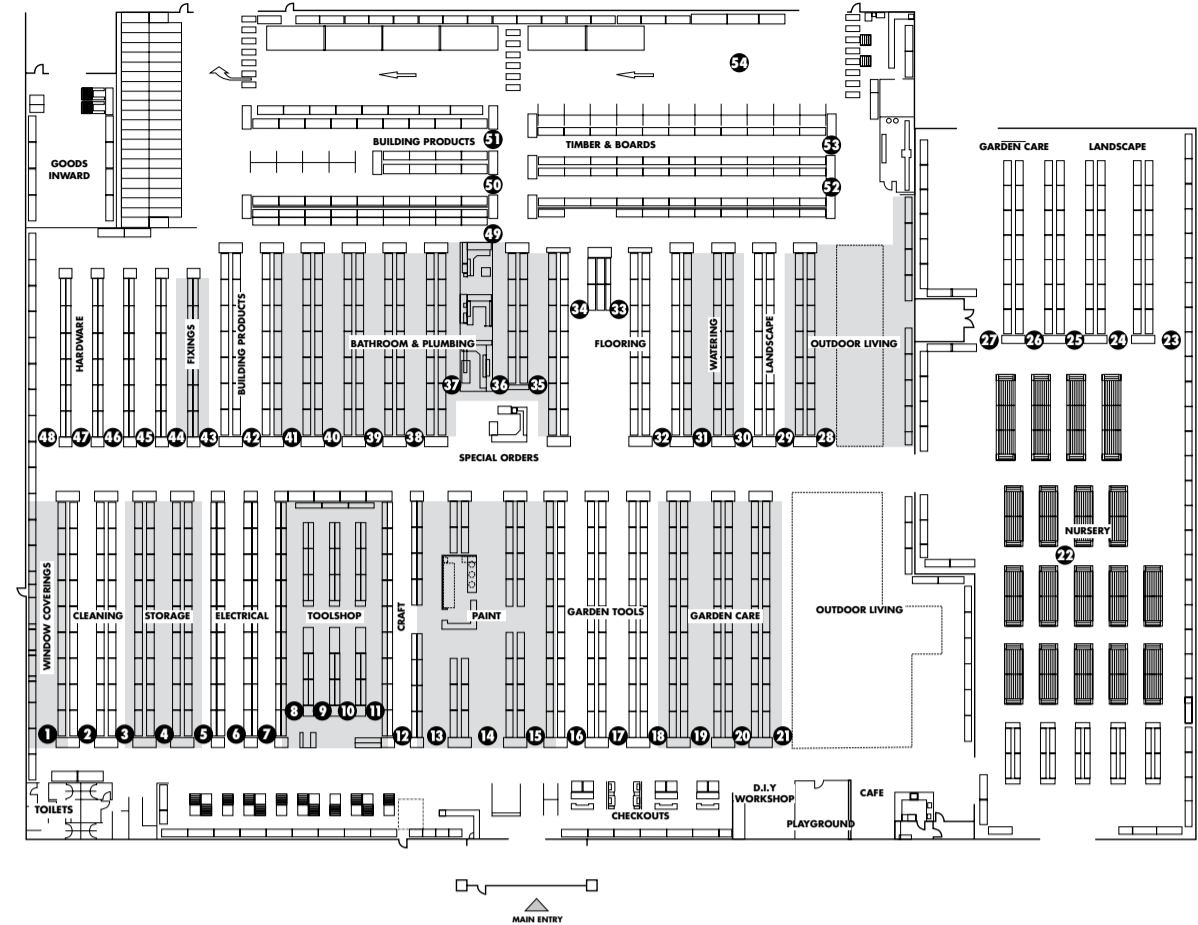 54
51
BUILDING PRODUCTS
TIMBER & BOARDS
53
GARDEN CARE
LANDSCAPE
GOODS
INWARD
50
52
49
HARDWARE
FIXINGS
BUILDING PRODUCTS
BATHROOM & PLUMBING
34
33
FLOORING
WATERING
LANDSCAPE
OUTDOOR LIVING
27
26
25
24
23
37
36
35
48
47
46
45
44
43
42
41
40
39
38
32
31
30
29
28
SPECIAL ORDERS
NURSERY
22
WINDOW COVERINGS
CLEANING
STORAGE
ELECTRICAL
TOOLSHOP
CRAFT
PAINT
GARDEN TOOLS
GARDEN CARE
OUTDOOR LIVING
8
9
10
11
1
2
3
4
5
6
7
12
13
14
15
16
17
18
19
20
21
TOILETS
CHECKOUTS
D.I.Y
WORKSHOP
PLAYGROUND
CAFE
MAIN ENTRY